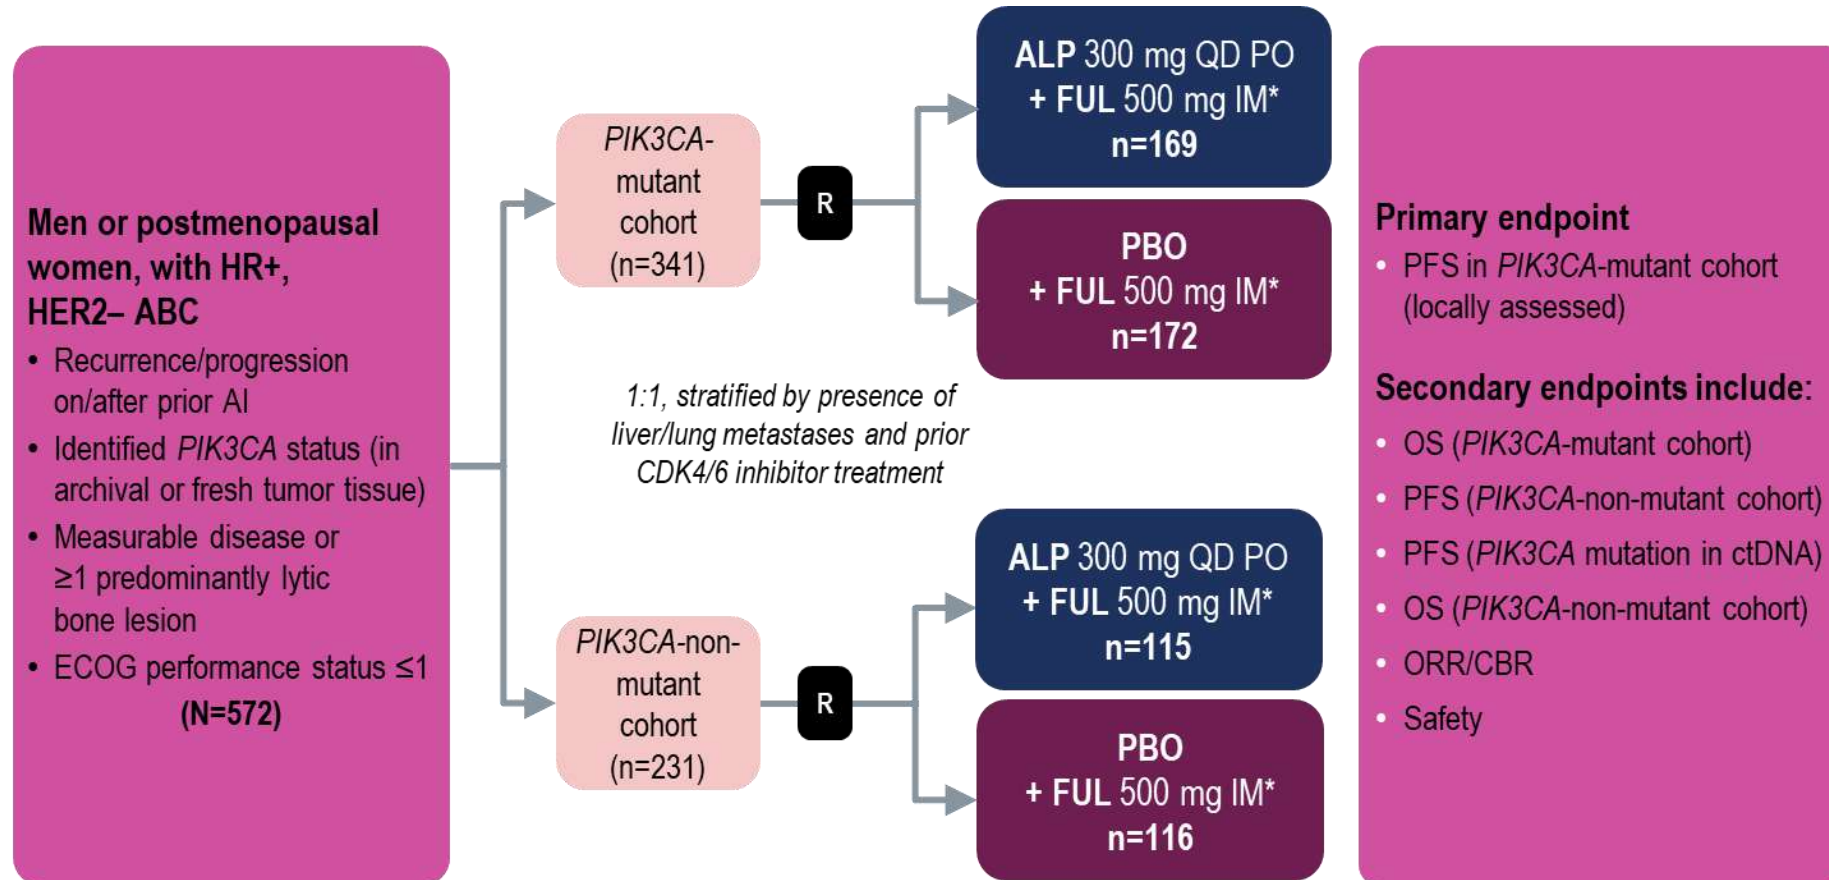 Men or postmenopausal
women, with HR+,
HER2– ABC
• Recurrence/progression
on/after prior AI
• Identified PIK3CA status (in
archival or fresh tumor tissue)
• Measurable disease or
≥1 predominantly lytic
bone lesion
• ECOG performance status ≤1
(N=572)
PIK3CA-
mutant
cohort
(n=341)
R
ALP 300 mg QD PO
+ FUL 500 mg IM*
n=169
PBO
+ FUL 500 mg IM*
n=172
1:1, stratified by presence of
liver/lung metastases and prior
CDK4/6 inhibitor treatment
PIK3CA-non-
mutant
cohort
(n=231)
R
ALP 300 mg QD PO
+ FUL 500 mg IM*
n=115
PBO
+ FUL 500 mg IM*
n=116
Primary endpoint
• PFS in PIK3CA-mutant cohort
(locally assessed)
Secondary endpoints include:
• OS (PIK3CA-mutant cohort)
• PFS (PIK3CA-non-mutant cohort)
• PFS (PIK3CA mutation in ctDNA)
• OS (PIK3CA-non-mutant cohort)
• ORR/CBR
• Safety